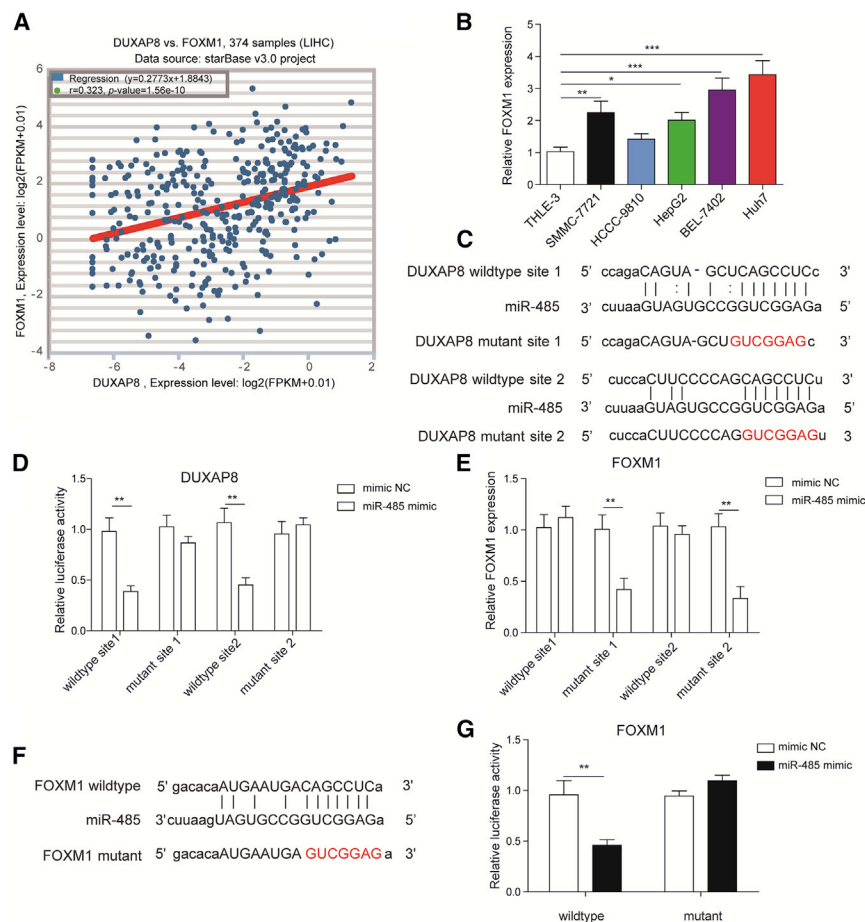 A
DUXAP8 vs. FOXM1, 374 samples (LIHC)
Data source: starBase v3.0 project
Regression (y=0.2773x+1.8843)
r=0.323, p-value=1.56e-10
FOXM1, Expression level: log2(FPKM+0.01)
6
4
2
0
-2
-4
-8 -6 -4 -2 0 2
DUXAP8 , Expression level: log2(FPKM+0.01)
B
Relative FOXM1 expression
5
4
3
2
1
0
***
***
*
**
THLE-3
SMMC-7721
HCCC-9810
HepG2
BEL-7402
Huh7
C
DUXAP8 wildtype site 1 5' ccagaCAGUA - GCUCAGCCUCc 3'
miR-485 3' cuuaaGUAGUGCCGGUCGGAGa 5'
DUXAP8 mutant site 1 5' ccagaCAGUA-GCUGUCGGAGc 3'
DUXAP8 wildtype site 2 5' cuccaCUUCCCCAGCAGCCUCu 3'
miR-485 3' cuuaaGUAGUGCCGGUCGGAGa 5'
DUXAP8 mutant site 2 5' cuccaCUUCCCCAGGUCGGAGu 3
D
DUXAP8
Relative luciferase activity
1.5
1.0
0.5
0.0
**
**
mimic NC
miR-485 mimic
wildtype site1
mutant site 1
wildtype site2
mutant site 2
E
FOXM1
Relative FOXM1 expression
1.5
1.0
0.5
0.0
**
**
mimic NC
miR-485 mimic
wildtype site1
mutant site 1
wildtype site2
mutant site 2
F
FOXM1 wildtype 5' gacacaAUGAAUGACAGCCUCa 3'
miR-485 3'cuuaagUAGUGCCGGUCGGAGa 5'
FOXM1 mutant 5' gacacaAUGAAUGA GUCGGAG a 3'
G
FOXM1
Relative luciferase activity
1.5
1.0
0.5
0.0
**
mimic NC
miR-485 mimic
wildtype mutant